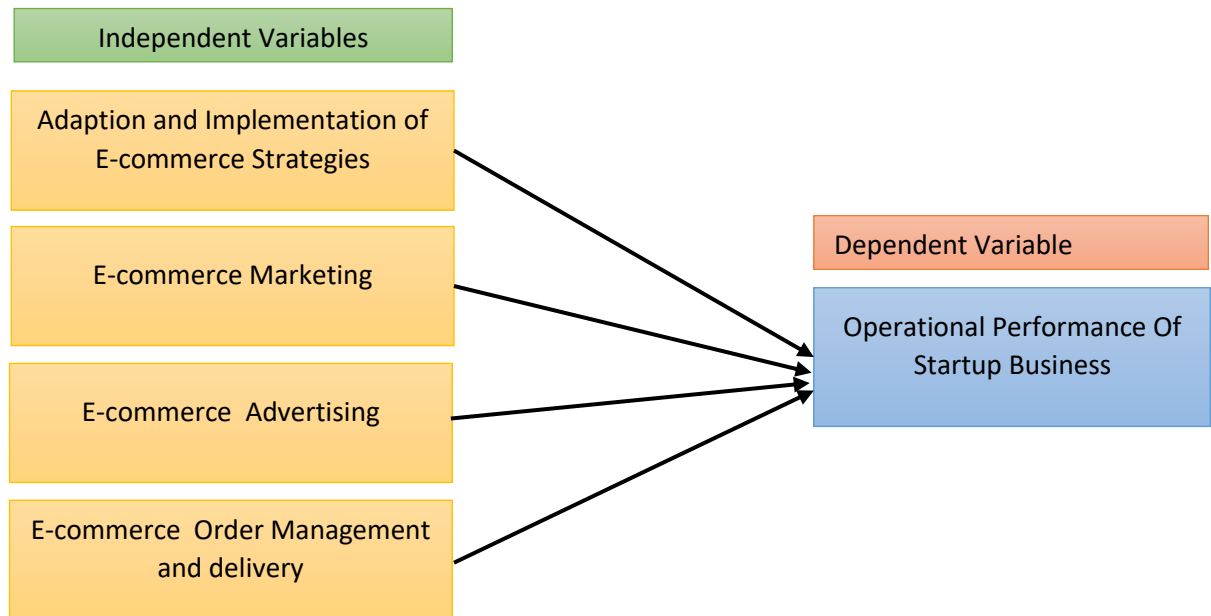 Independent Variables
Adaption and Implementation of
E-commerce Strategies
E-commerce Marketing
E-commerce  Advertising
E-commerce  Order Management
and delivery
Dependent Variable
Operational Performance Of
Startup Business